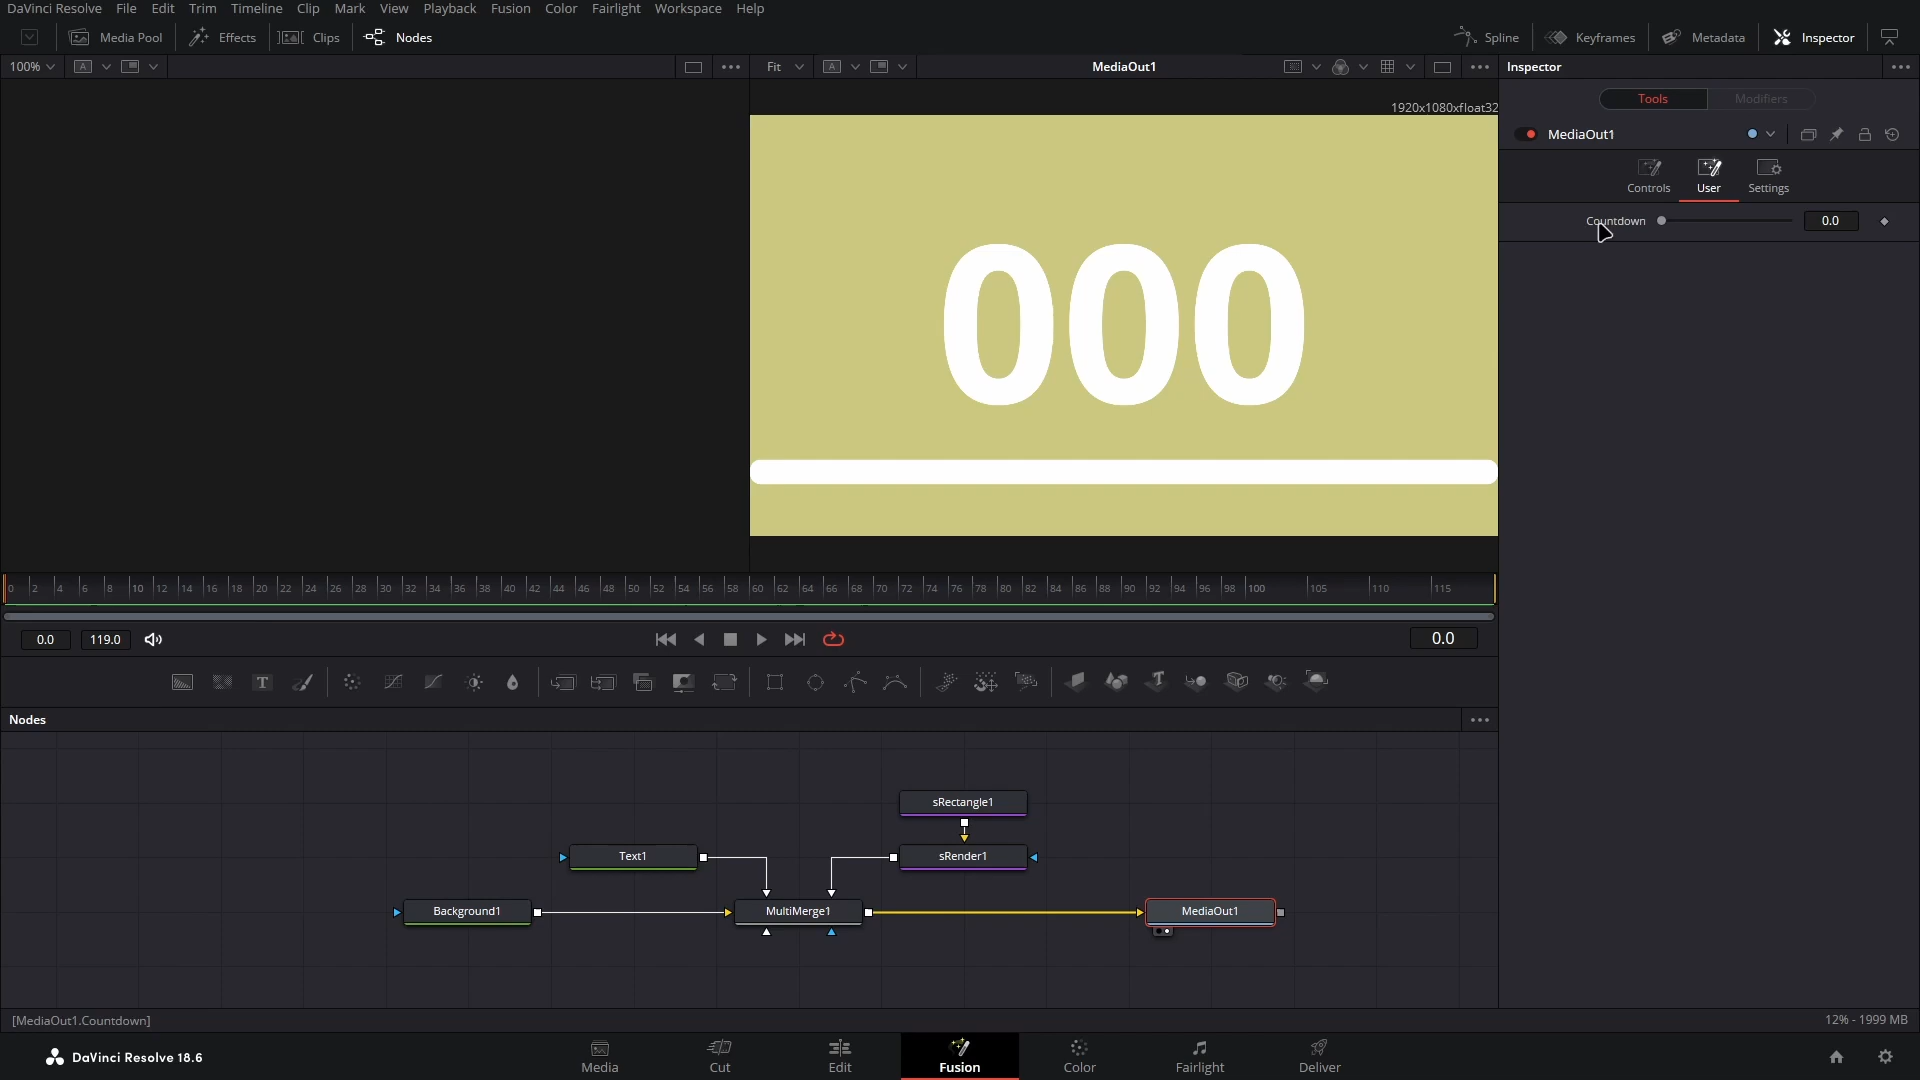 DaVinci Resolve File Edit Trim Timeline Clip Mark View Playback Fusion Color Fairlight Workspace Help
Media Pool Effects Clips Nodes Spline Keyframes Metadata Inspector
100% A Fit A MediaOut1 Inspector
1920x1080xfloat32
Tools Modifiers
MediaOut1
Controls User Settings
Countdown 0.0
000
0 2 4 6 8 10 12 14 16 18 20 22 24 26 28 30 32 34 36 38 40 42 44 46 48 50 52 54 56 58 60 62 64 66 68 70 72 74 76 78 80 82 84 86 88 90 92 94 96 98 100 105 110 115
0.0 119.0 0.0
T T
Nodes
sRectangle1
Text1 sRender1
Background1 MultiMerge1 MediaOut1
[MediaOut1.Countdown] 12% - 1999 MB
DaVinci Resolve 18.6 Media Cut Edit Fusion Color Fairlight Deliver